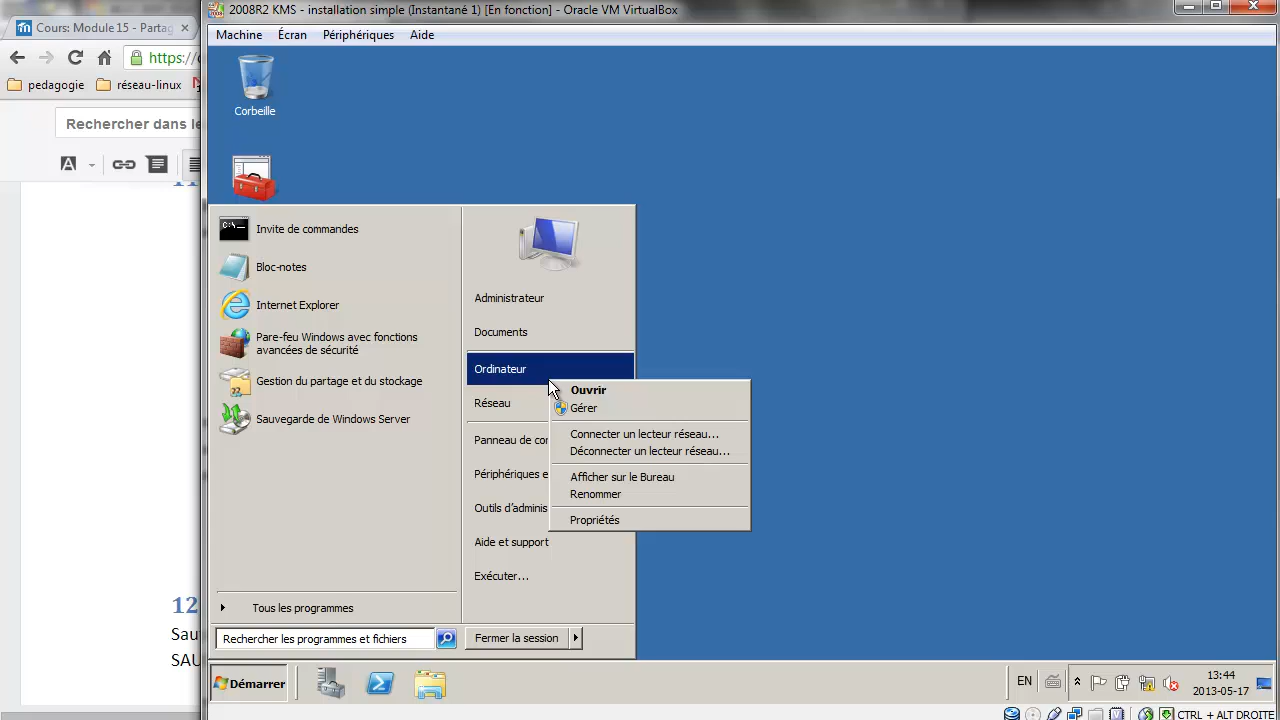 2008R2 KMS - installation simple (Instantané 1) [En fonction] - Oracle VM VirtualBox
Cours: Module 15 - Partag
Machine Écran Périphériques Aide
https://
pedagogie réseau-linux
Rechercher dans le
Corbeille
A
Invite de commandes
Bloc-notes
Internet Explorer
Pare-feu Windows avec fonctions
avancées de sécurité
Gestion du partage et du stockage
Sauvegarde de Windows Server
Administrateur
Documents
Ordinateur
Réseau
Panneau de con
Périphériques e
Outils d'adminis
Aide et support
Exécuter...
Ouvrir
Gérer
Connecter un lecteur réseau...
Déconnecter un lecteur réseau...
Afficher sur le Bureau
Renommer
Propriétés
Tous les programmes
Rechercher les programmes et fichiers
Fermer la session
12
Sau
SAU
Démarrer
EN
13:44
2013-05-17
CTRL + ALT DROITE